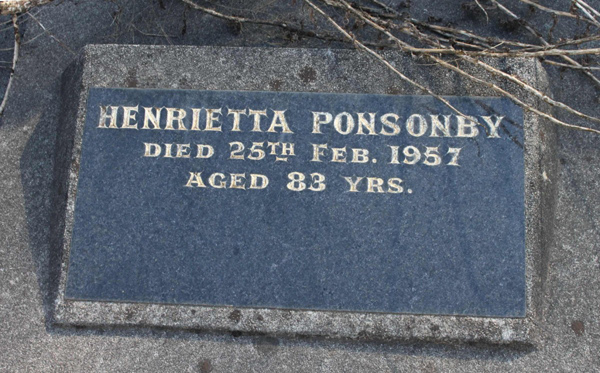 HENRIETTA PONSONBY
DIED 25TH FEB. 1957
AGED 83 YRS.